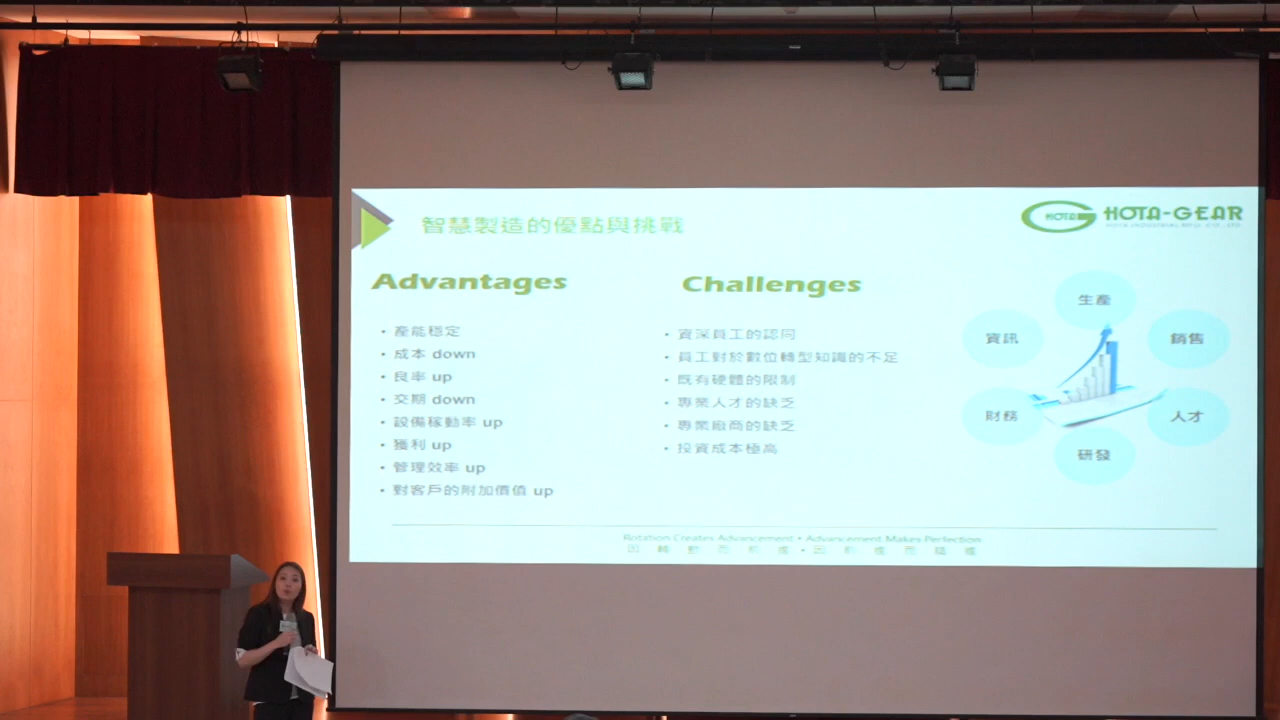 智慧製造的優點與挑戰
HOTA
HOTA-GEAR
HOTA INDUSTRIAL MFG. CO., LTD.
Advantages
• 產能穩定
• 成本 down
• 良率 up
• 交期 down
• 設備稼動率 up
• 獲利 up
• 管理效率 up
• 對客戶的附加價值 up
Challenges
• 資深員工的認同
• 員工對於數位轉型知識的不足
• 既有硬體的限制
• 專業人才的缺乏
• 專業廠商的缺乏
• 投資成本極高
生產
資訊
銷售
財務
人才
研發
Rotation Creates Advancement • Advancement Makes Perfection